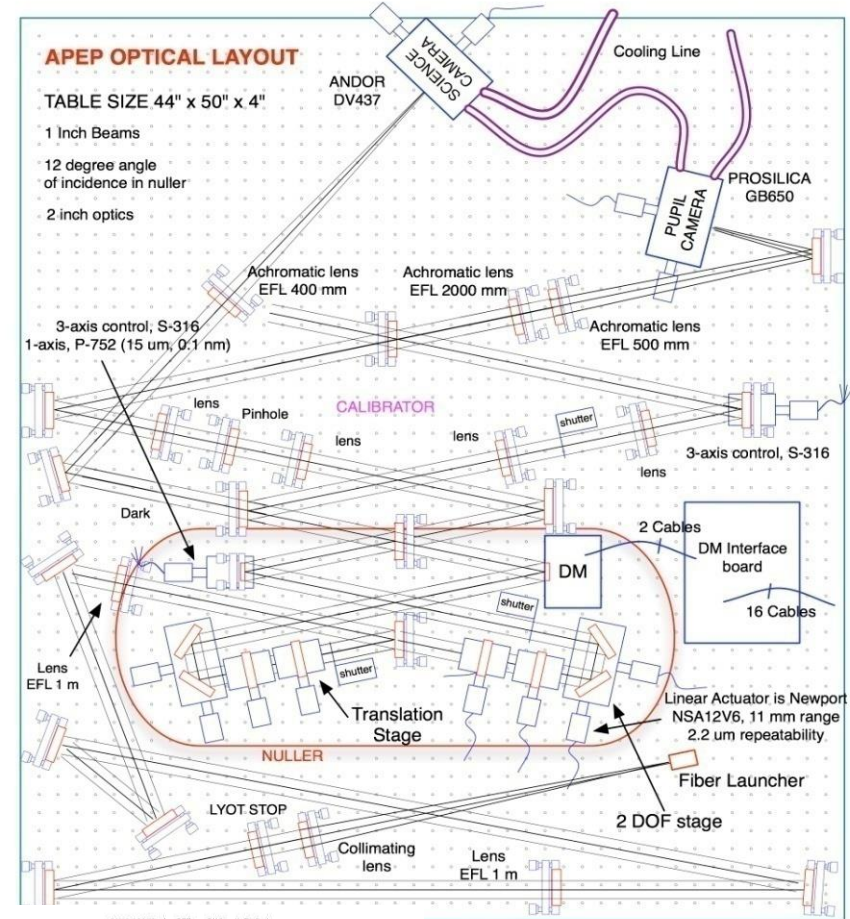 APEP OPTICAL LAYOUT
TABLE SIZE 44" x 50" x 4"
1 Inch Beams
12 degree angle
of incidence in nuller
2 inch optics
ANDOR
DV437
SCIENCE
CAMERA
Cooling Line
PROSILICA
GB650
PUPIL
CAMERA
Achromatic lens
EFL 400 mm
Achromatic lens
EFL 2000 mm
Achromatic lens
EFL 500 mm
3-axis control, S-316
1-axis, P-752 (15 um, 0.1 nm)
CALIBRATOR
lens
Pinhole
lens
lens
shutter
lens
3-axis control, S-316
Dark
2 Cables
DM
DM Interface
board
16 Cables
shutter
Lens
EFL 1 m
shutter
Translation
Stage
Linear Actuator is Newport
NSA12V6, 11 mm range
2.2 um repeatability
NULLER
Fiber Launcher
LYOT STOP
2 DOF stage
Collimating
lens
Lens
EFL 1 m